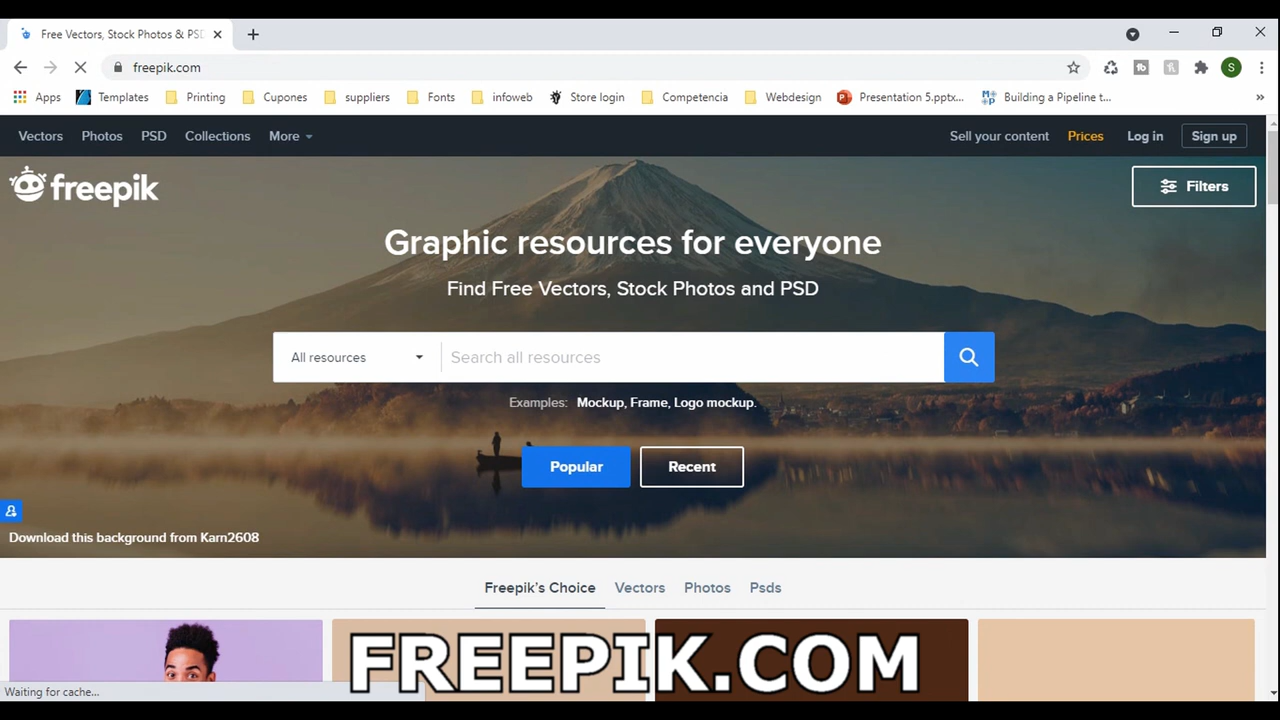 Free Vectors, Stock Photos & PSD
freepik.com
S
Apps Templates Printing Cupones suppliers Fonts infoweb Store login Competencia Webdesign Presentation 5.pptx... Building a Pipeline t... »
Vectors Photos PSD Collections More Sell your content Prices Log in Sign up
freepik Filters
Graphic resources for everyone
Find Free Vectors, Stock Photos and PSD
All resources Search all resources
Examples: Mockup, Frame, Logo mockup.
Popular Recent
Download this background from Karn2608
Freepik's Choice Vectors Photos Psds
FREEPIK.COM
Waiting for cache...